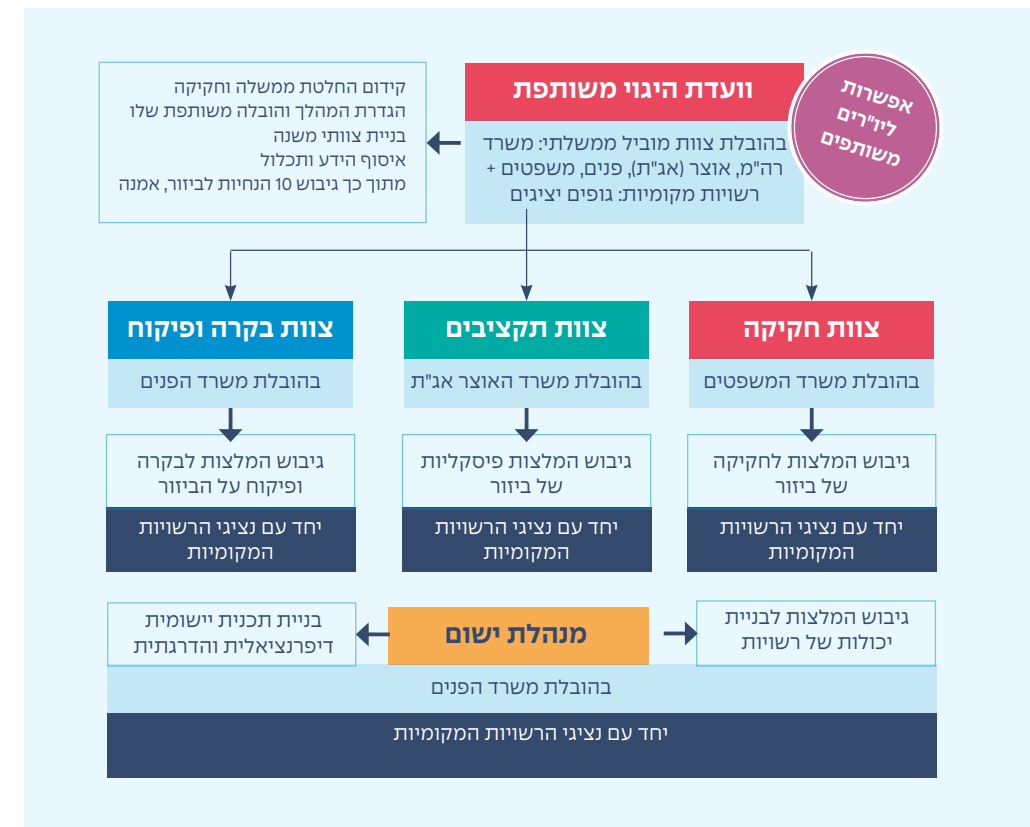 אפשרות
ליו"רים
משותפים
וועדת היגוי משותפת
בהובלת צוות מוביל ממשלתי: משרד
רה"מ, אוצר (אג"ת), פנים, משפטים +
רשויות מקומיות: גופים יציגים
קידום החלטת ממשלה וחקיקה
הגדרת המהלך והובלה משותפת שלו
בניית צוותי משנה
איסוף הידע ותכלול
מתוך כך גיבוש 10 הנחיות לביזור, אמנה
צוות חקיקה
בהובלת משרד המשפטים
גיבוש המלצות לחקיקה
של ביזור
יחד עם נציגי הרשויות
המקומיות
צוות תקציבים
בהובלת משרד האוצר אג"ת
גיבוש המלצות פיסקליות
של ביזור
יחד עם נציגי הרשויות
המקומיות
צוות בקרה ופיקוח
בהובלת משרד הפנים
גיבוש המלצות לבקרה
ופיקוח על הביזור
יחד עם נציגי הרשויות
המקומיות
גיבוש המלצות לבניית
יכולות של רשויות
מנהלת ישום
בניית תכנית יישומית
דיפרנציאלית והדרגתית
בהובלת משרד הפנים
יחד עם נציגי הרשויות המקומיות